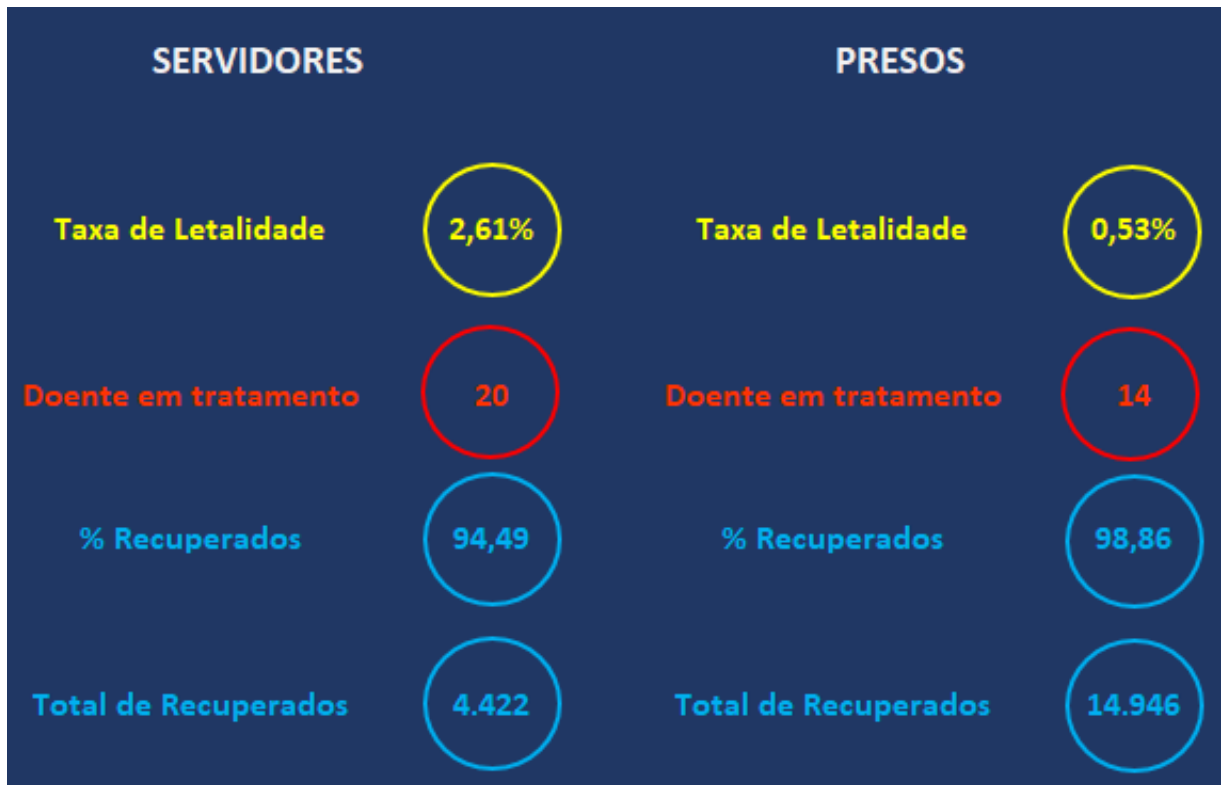 SERVIDORES
Taxa de Letalidade 2,61%
Doente em tratamento 20
% Recuperados 94,49
Total de Recuperados 4.422
PRESOS
Taxa de Letalidade 0,53%
Doente em tratamento 14
% Recuperados 98,86
Total de Recuperados 14.946